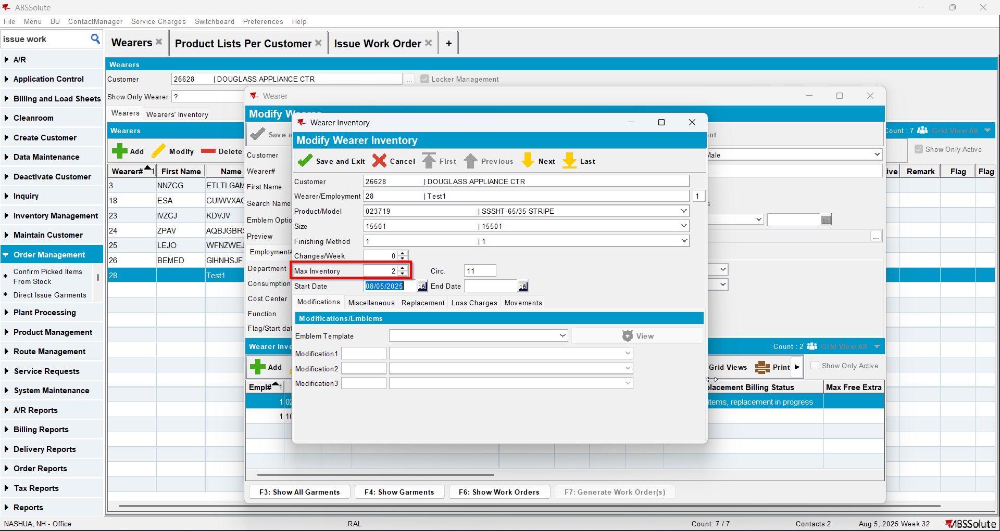 ABSSolute
File Menu BU ContactManager Service Charges Switchboard Preferences Help
issue work
Wearers
Product Lists Per Customer
Issue Work Order
+
A/R
Application Control
Billing and Load Sheets
Cleanroom
Create Customer
Data Maintenance
Deactivate Customer
Inquiry
Inventory Management
Maintain Customer
Order Management
Confirm Picked Items From Stock
Direct Issue Garments
Plant Processing
Product Management
Route Management
Service Requests
System Maintenance
A/R Reports
Billing Reports
Delivery Reports
Order Reports
Tax Reports
Reports
Wearers
Customer 26628 | DOUGLASS APPLIANCE CTR ... Locker Management
Show Only Wearer ?
Wearers Wearers' Inventory
Wearers Count : 7 Grid View All
Add Modify Delete Show Only Active
Wearer# 1 First Name Name Remark Flag Flag
3 NNZCG ETLTLGAM
18 ESA CUIWVXAC
23 IVZCJ KDVJV
24 ZPAV AQBJGBRS
25 LEJO WFNZWEJ
26 BEMED GIHNHSJF
28 Test1
Wearer
Modify Wearer
Save a
Customer Male
Wearer#
First Name
Search Name
Emblem Optio
Preview ...
Employment#
Department
Consumption
Cost Center
Function
Flag/Start dat
Wearer Inve Count : 2 Grid View All
Add Grid Views Print Show Only Active
Empl# 1 placement Billing Status Max Free Extra
1 02 items, replacement in progress
1 10
F3: Show All Garments F4: Show Garments F6: Show Work Orders F7: Generate Work Order(s)
Wearer Inventory
Modify Wearer Inventory
Save and Exit Cancel First Previous Next Last
Customer 26628 | DOUGLASS APPLIANCE CTR
Wearer/Employment 28 | Test1 1
Product/Model 023719 | SSSHT-65/35 STRIPE
Size 15501 | 15501
Finishing Method 1 | 1
Changes/Week 0
Max Inventory 2 Circ. 11
Start Date 08/05/2025 16 End Date 16
Modifications Miscellaneous Replacement Loss Charges Movements
Modifications/Emblems
Emblem Template View
Modification1
Modification2
Modification3
NASHUA, NH - Office RAL Count: 7 / 7 Contacts 2 Aug 5, 2025 Week 32 ABSSolute